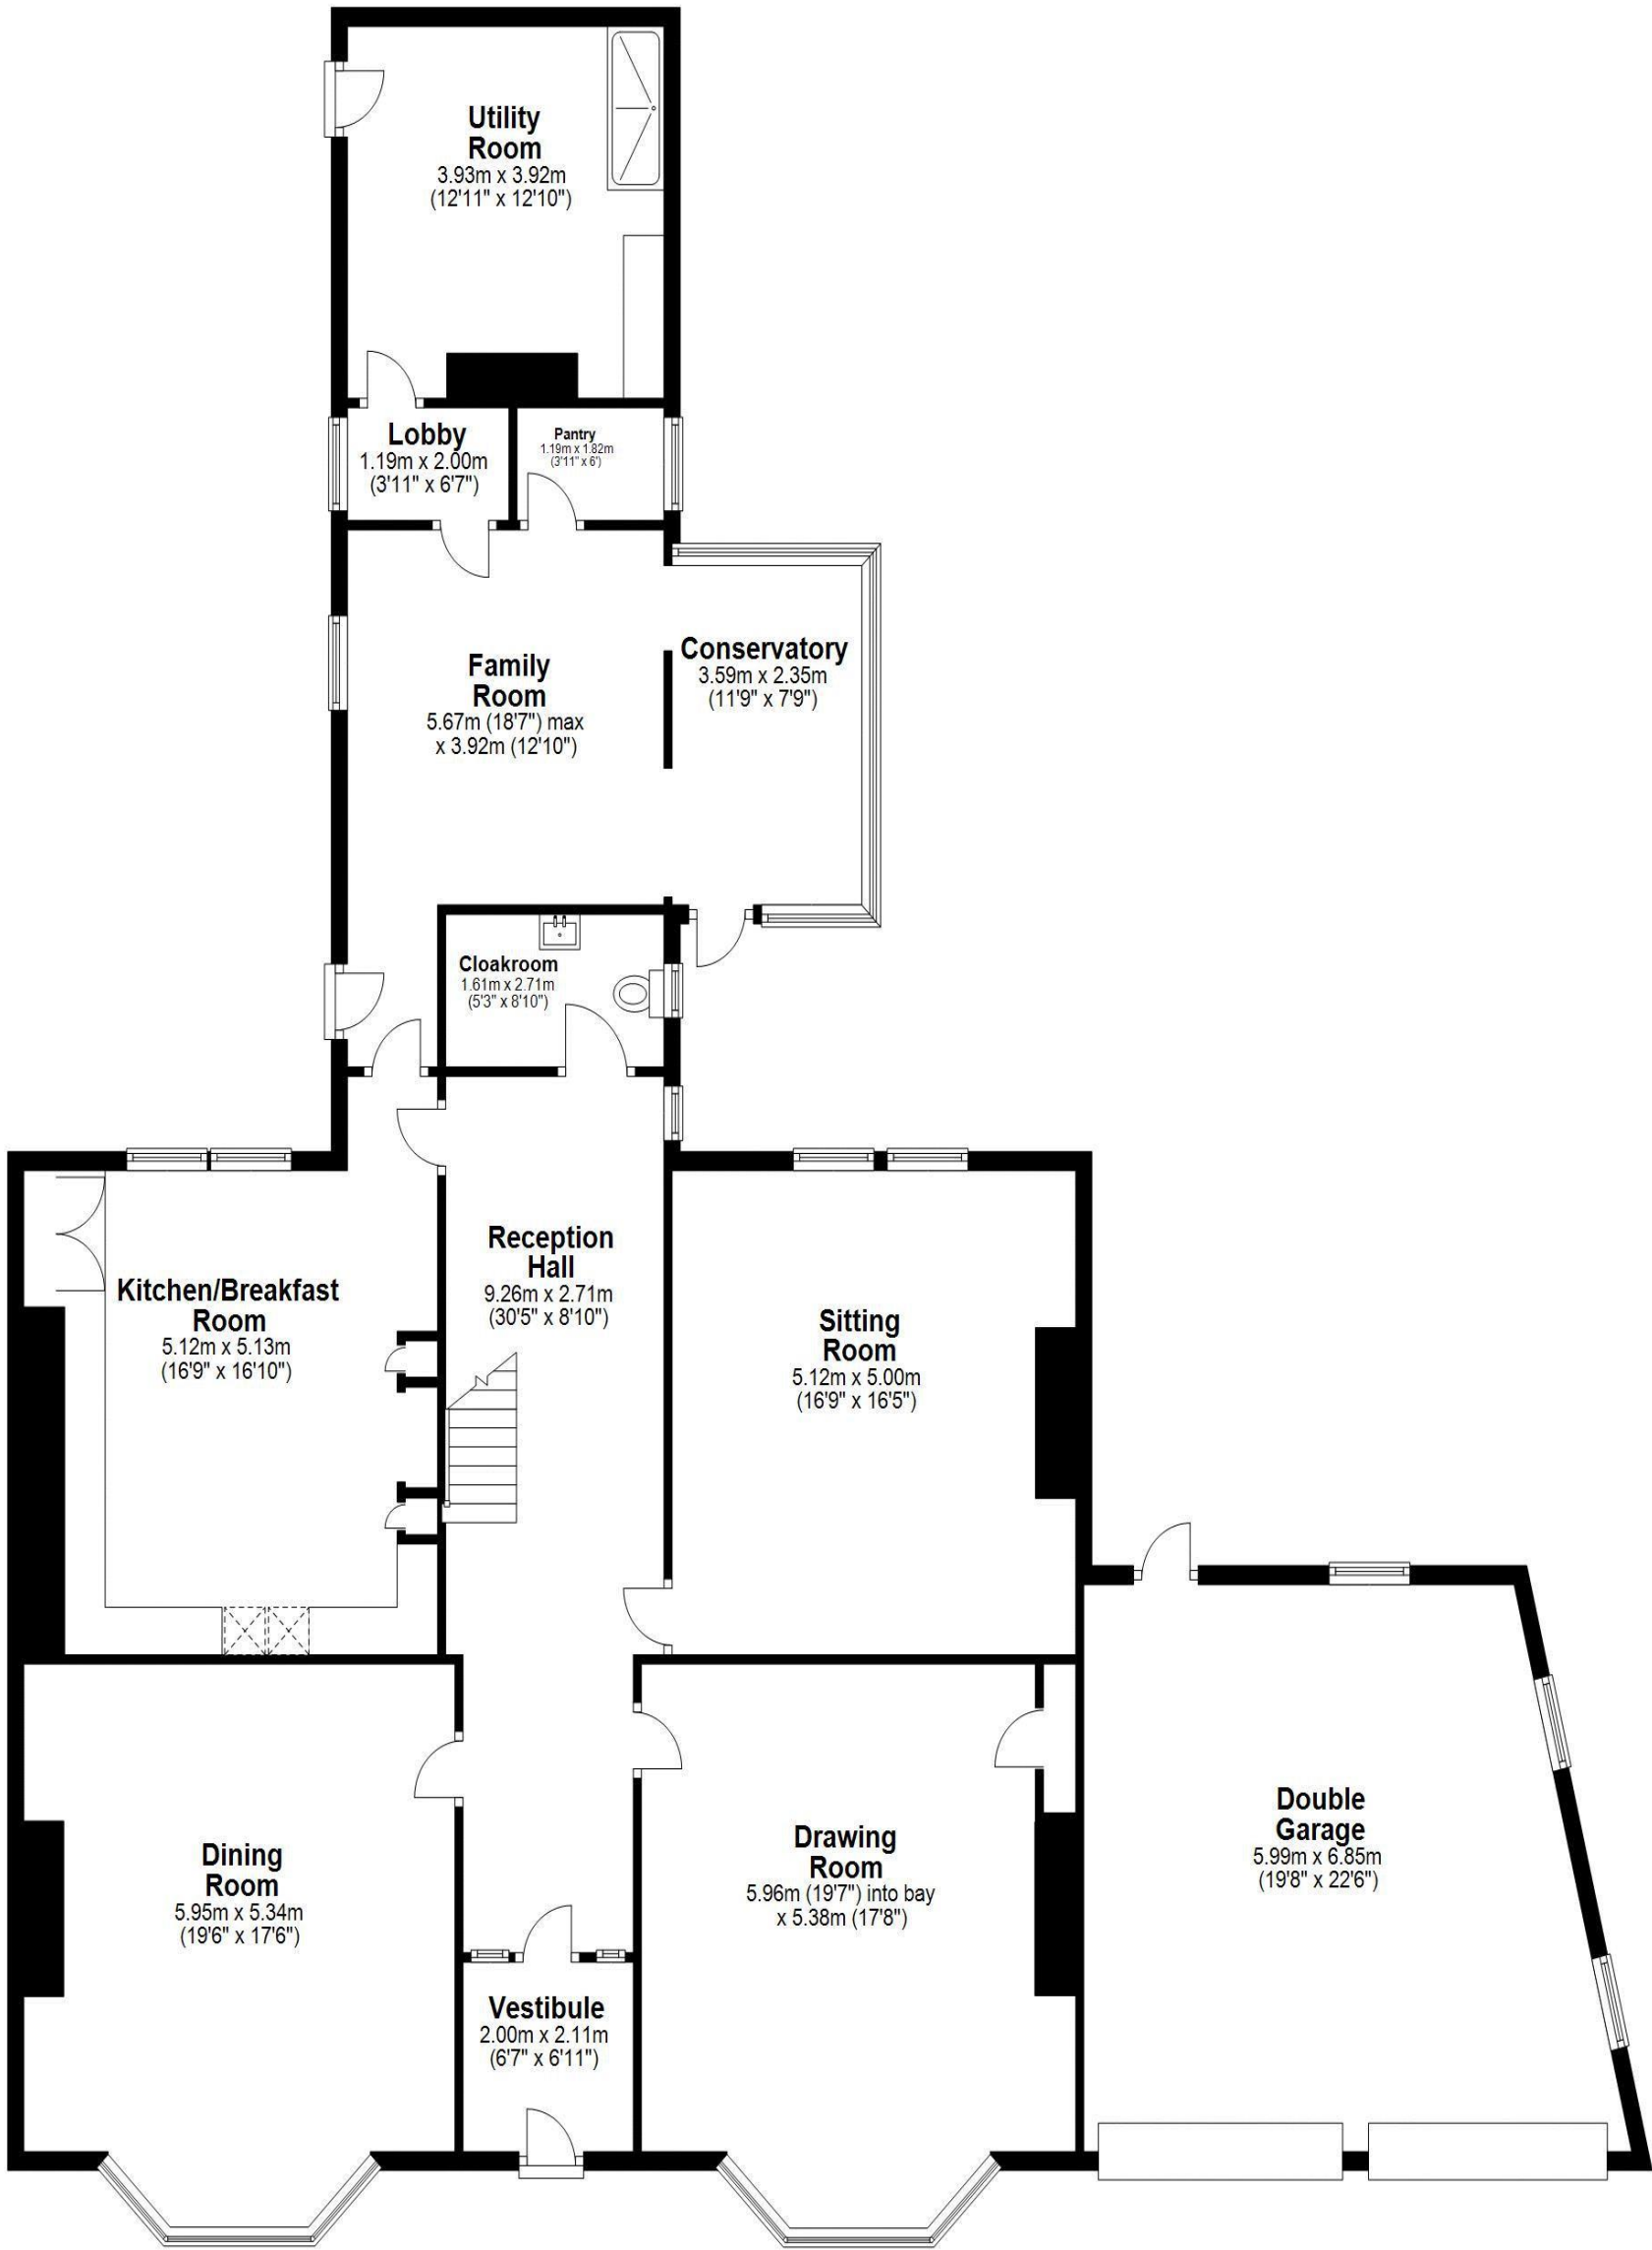 Utility
Room
3.93m x 3.92m
(12'11" x 12'10")
Lobby
1.19m x 2.00m
(3'11" x 6'7")
Pantry
1.19m x 1.82m
(3'11" x 6')
Family
Room
5.67m (18'7") max
x 3.92m (12'10")
Conservatory
3.59m x 2.35m
(11'9" x 7'9")
Cloakroom
1.61m x 2.71m
(5'3" x 8'10")
Kitchen/Breakfast
Room
5.12m x 5.13m
(16'9" x 16'10")
Reception
Hall
9.26m x 2.71m
(30'5" x 8'10")
Sitting
Room
5.12m x 5.00m
(16'9" x 16'5")
Dining
Room
5.95m x 5.34m
(19'6" x 17'6")
Vestibule
2.00m x 2.11m
(6'7" x 6'11")
Drawing
Room
5.96m (19'7") into bay
x 5.38m (17'8")
Double
Garage
5.99m x 6.85m
(19'8" x 22'6")